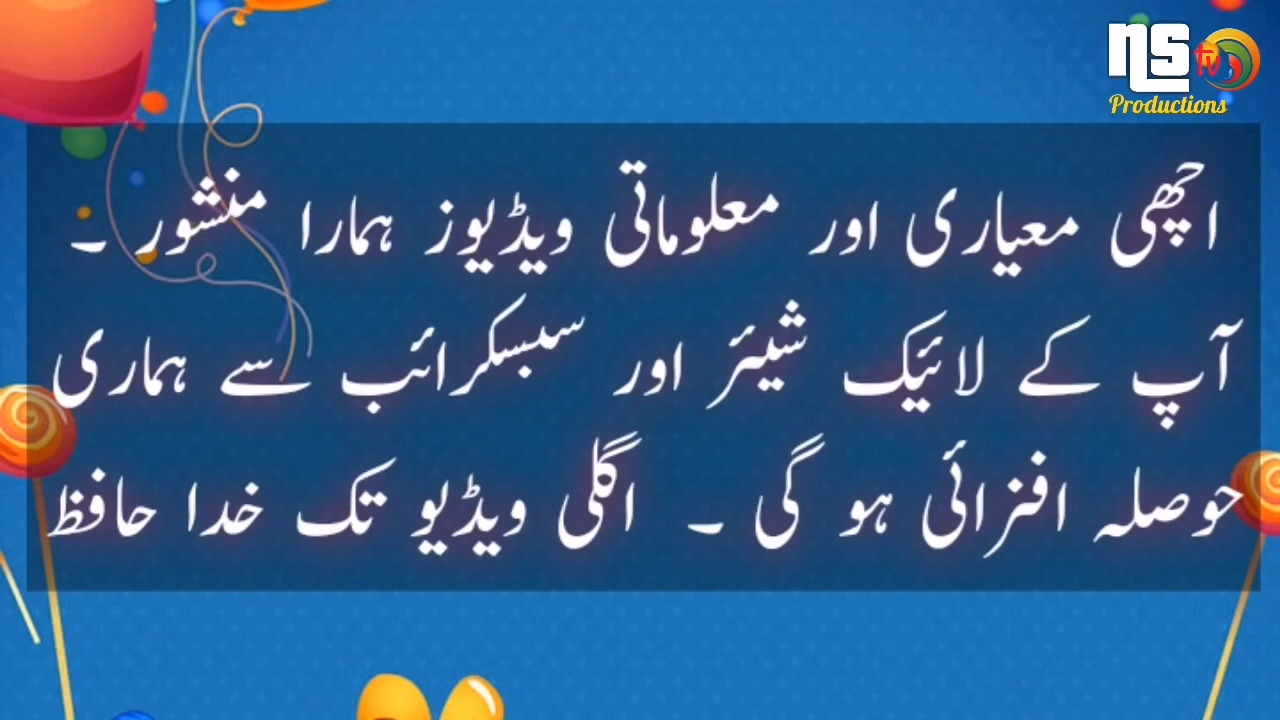 NS tv
Productions
اچھی معیاری اور معلوماتی ویڈیوز ہمارا منشور ۔
آپ کے لائیک شیئر اور سبسکرائب سے ہماری
حوصلہ افزائی ہو گی ۔ اگلی ویڈیو تک خدا حافظ